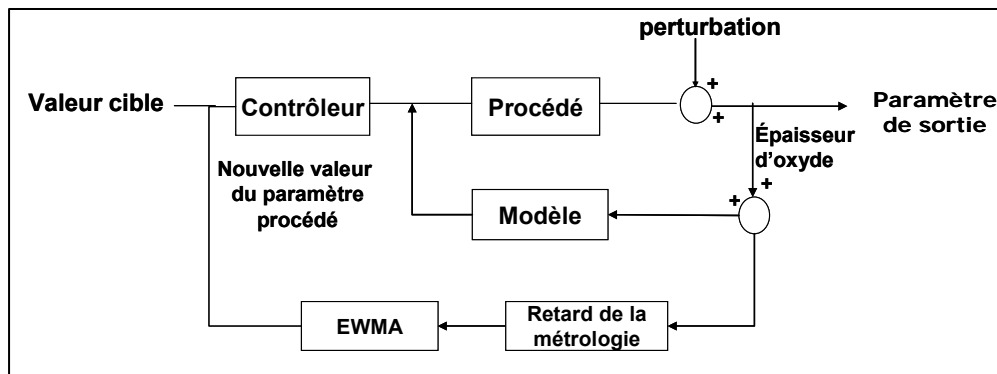 perturbation
Valeur cible
Contrôleur
Procédé
+
+
Paramètre
de sortie
Épaisseur
d'oxyde
Nouvelle valeur
du paramètre
procédé
Modèle
+
+
EWMA
Retard de la
métrologie